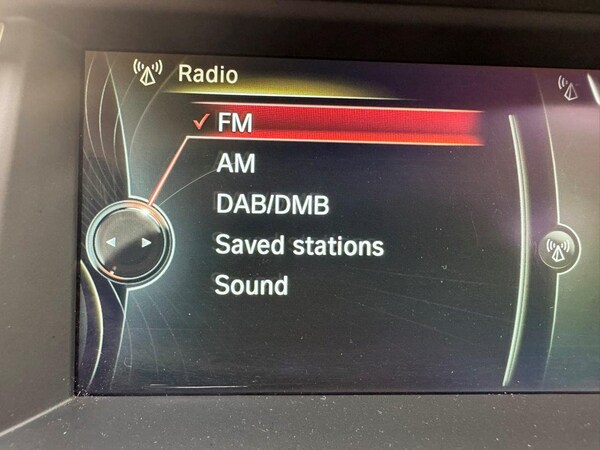 Radio
FM
AM
DAB/DMB
Saved stations
Sound